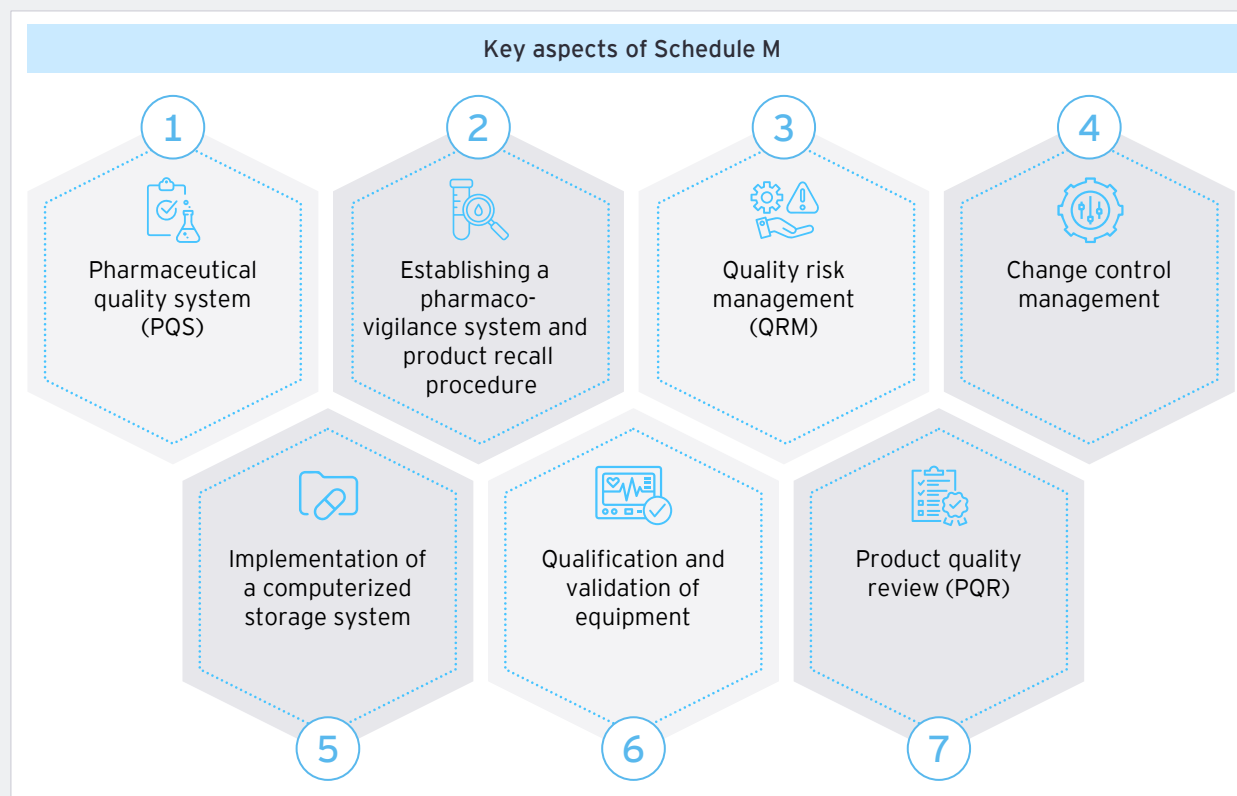 Key aspects of Schedule M
1
Pharmaceutical
quality system
(PQS)
2
Establishing a
pharmaco-
vigilance system and
product recall
procedure
3
Quality risk
management
(QRM)
4
Change control
management
Implementation of
a computerized
storage system
5
Qualification and
validation of
equipment
6
Product quality
review (PQR)
7